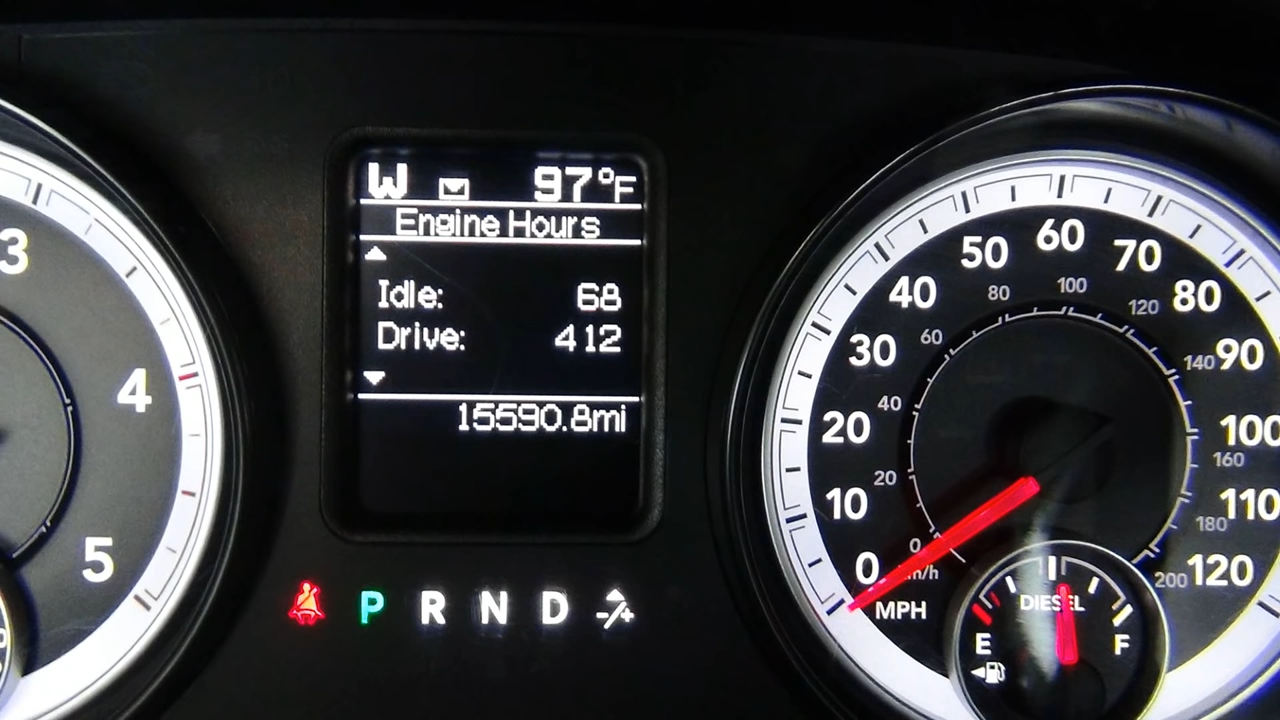 W 97°F
Engine Hours
Idle: 68
Drive: 412
15590.8mi
P R N D -/+
3
4
5
0
10
20
30
40
50
60
70
80
90
100
110
120
MPH
0
20
40
60
80
100
120
140
160
180
200
km/h
DIESEL
E F